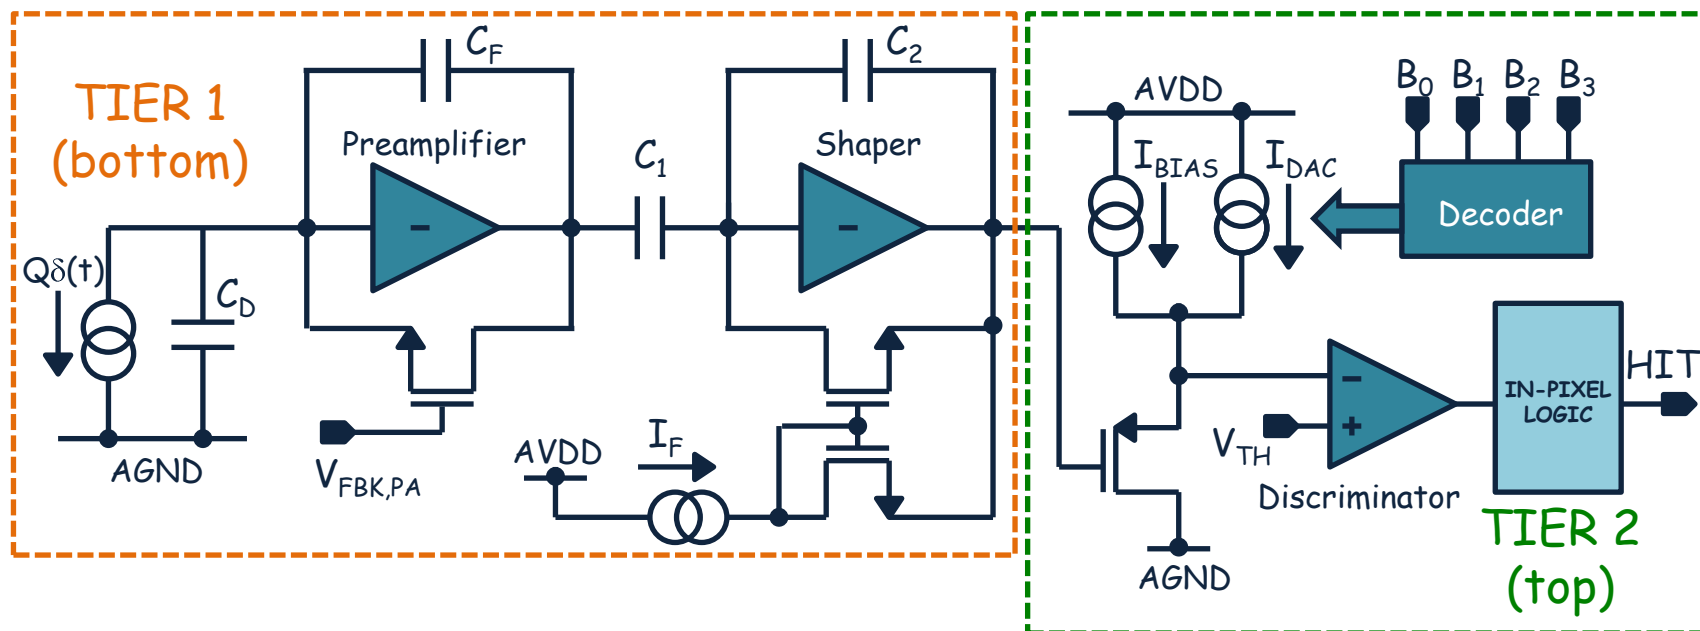 TIER 1
(bottom)
C_F
Preamplifier
C_1
C_2
Shaper
-
-
Qδ(t)
C_D
AGND
V_FBK,PA
AVDD
I_F
AVDD
I_BIAS
I_DAC
B_0 B_1 B_2 B_3
Decoder
-
+
V_TH
Discriminator
IN-PIXEL
LOGIC
HIT
AGND
TIER 2
(top)